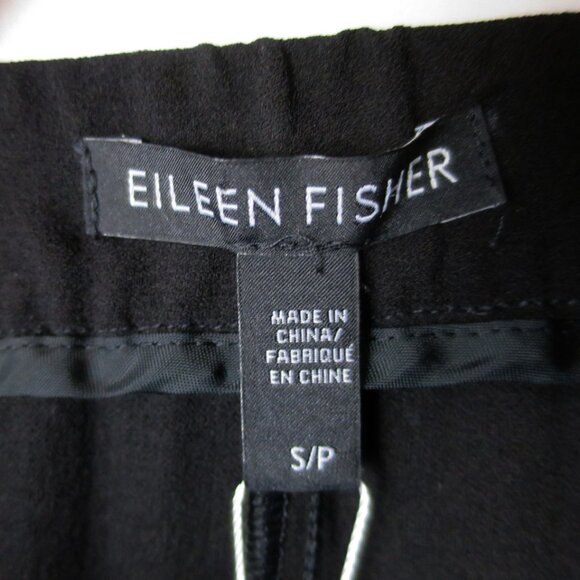 EILEEN FISHER
MADE IN
CHINA/
FABRIQUÉ
EN CHINE
S/P